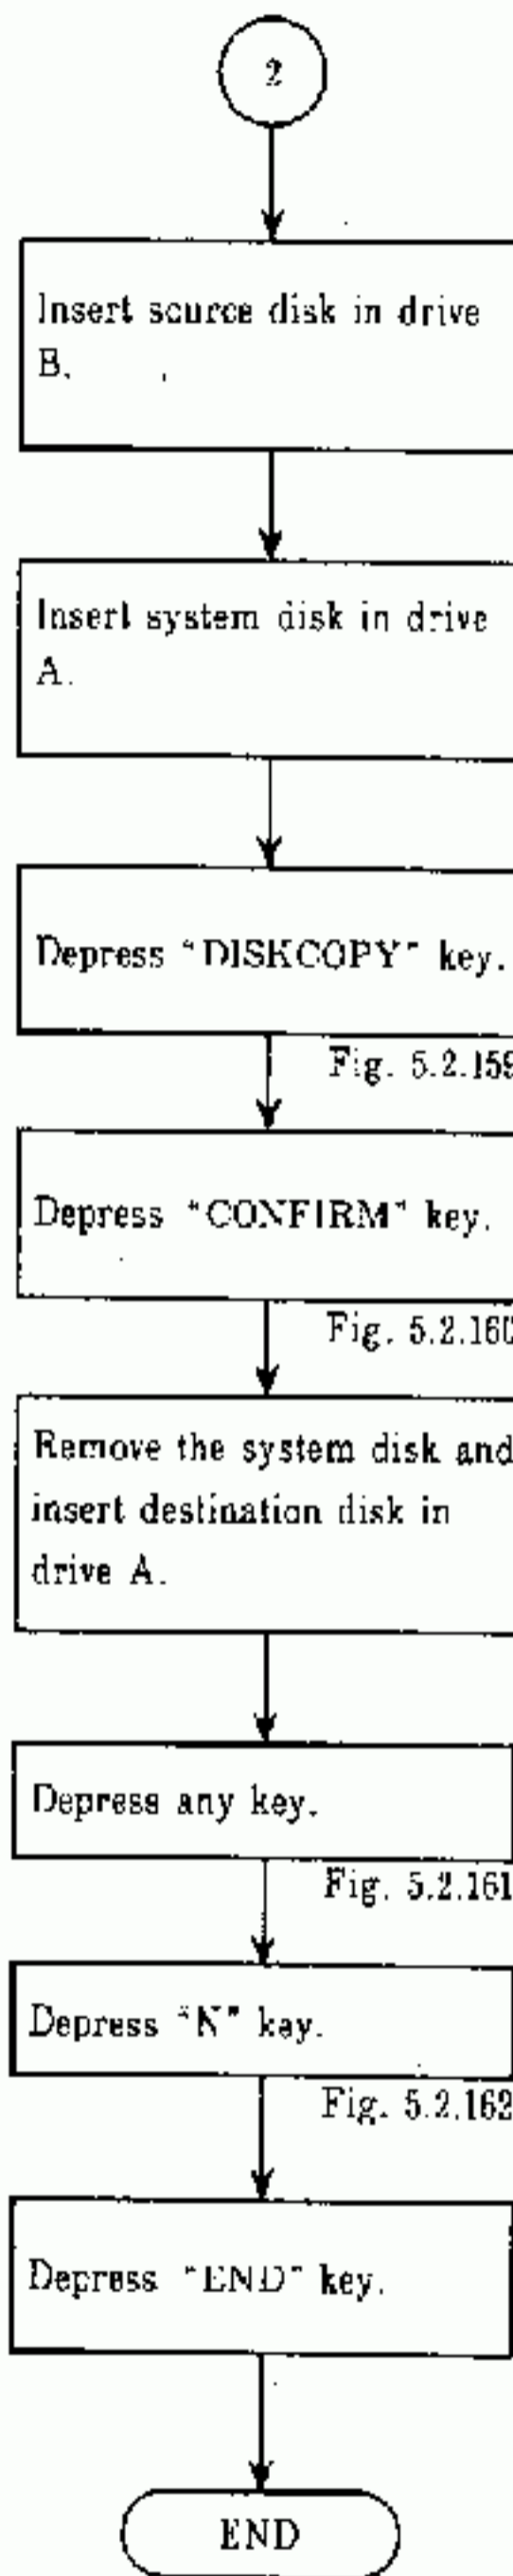 2
Insert source disk in drive
B.
Insert system disk in drive
A.
Depress "DISKCOPY" key.
Fig. 5.2.159
Depress "CONFIRM" key.
Fig. 5.2.160
Remove the system disk and
insert destination disk in
drive A.
Depress any key.
Fig. 5.2.161
Depress "N" key.
Fig. 5.2.162
Depress "END" key.
END